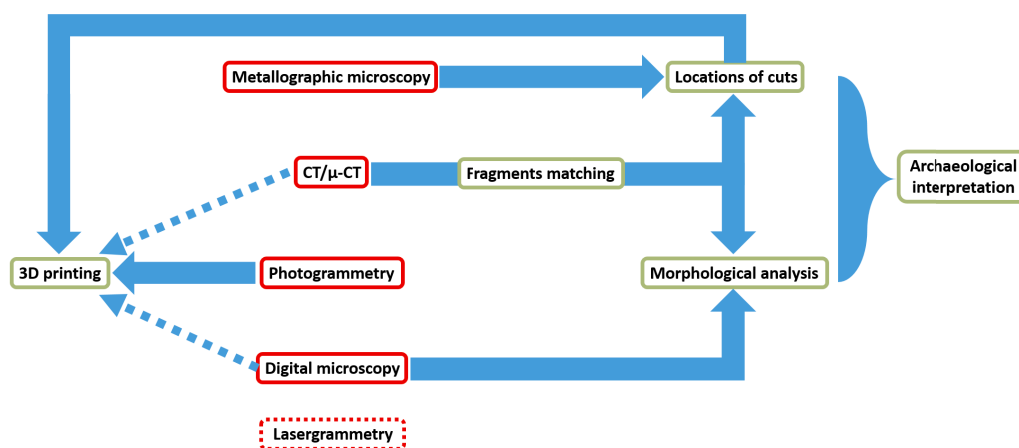 Metallographic microscopy
Locations of cuts
CT/μ-CT
Fragments matching
Archaeological
interpretation
3D printing
Photogrammetry
Morphological analysis
Digital microscopy
Lasergrammetry